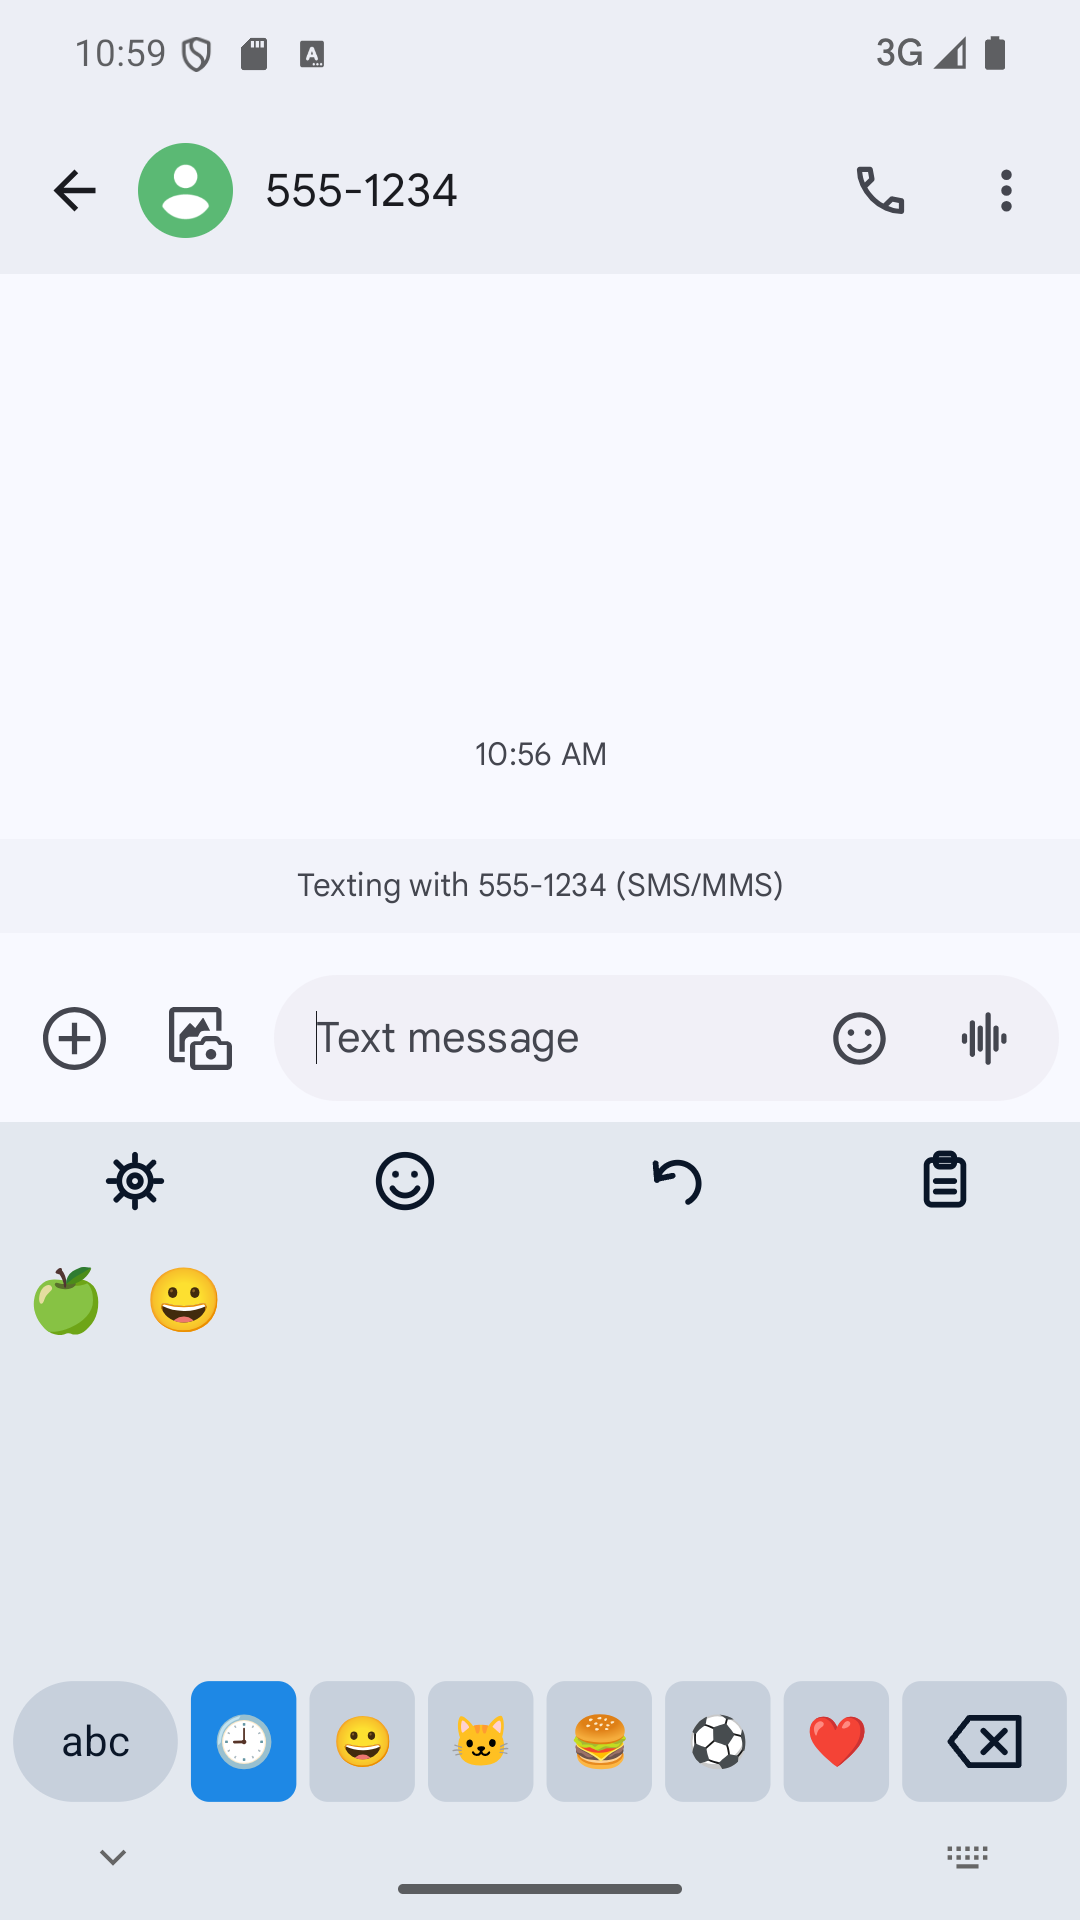 10:59
3G
555-1234
10:56 AM
Texting with 555-1234 (SMS/MMS)
Text message
abc